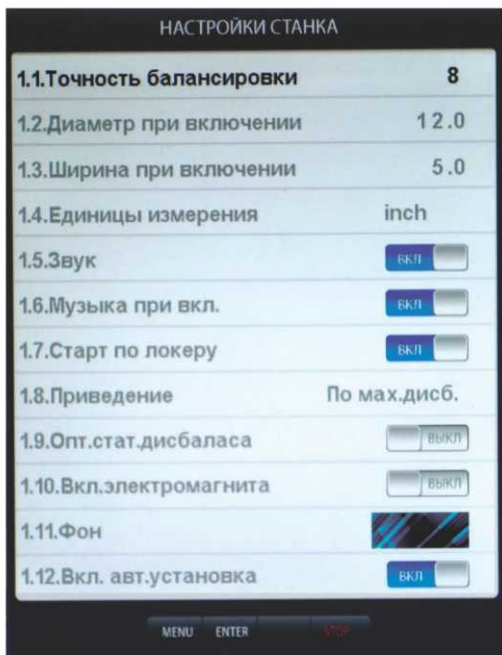 НАСТРОЙКИ СТАНКА
1.1.Точность балансировки 8
1.2.Диаметр при включении 12.0
1.3.Ширина при включении 5.0
1.4.Единицы измерения inch
1.5.Звук ВКЛ
1.6.Музыка при вкл. ВКЛ
1.7.Старт по локеру ВКЛ
1.8.Приведение По мах.дисб.
1.9.Опт.стат.дисбаласа ВЫКЛ
1.10.Вкл.электромагнита ВЫКЛ
1.11.Фон
1.12.Вкл. авт.установка ВКЛ
MENU ENTER STOP